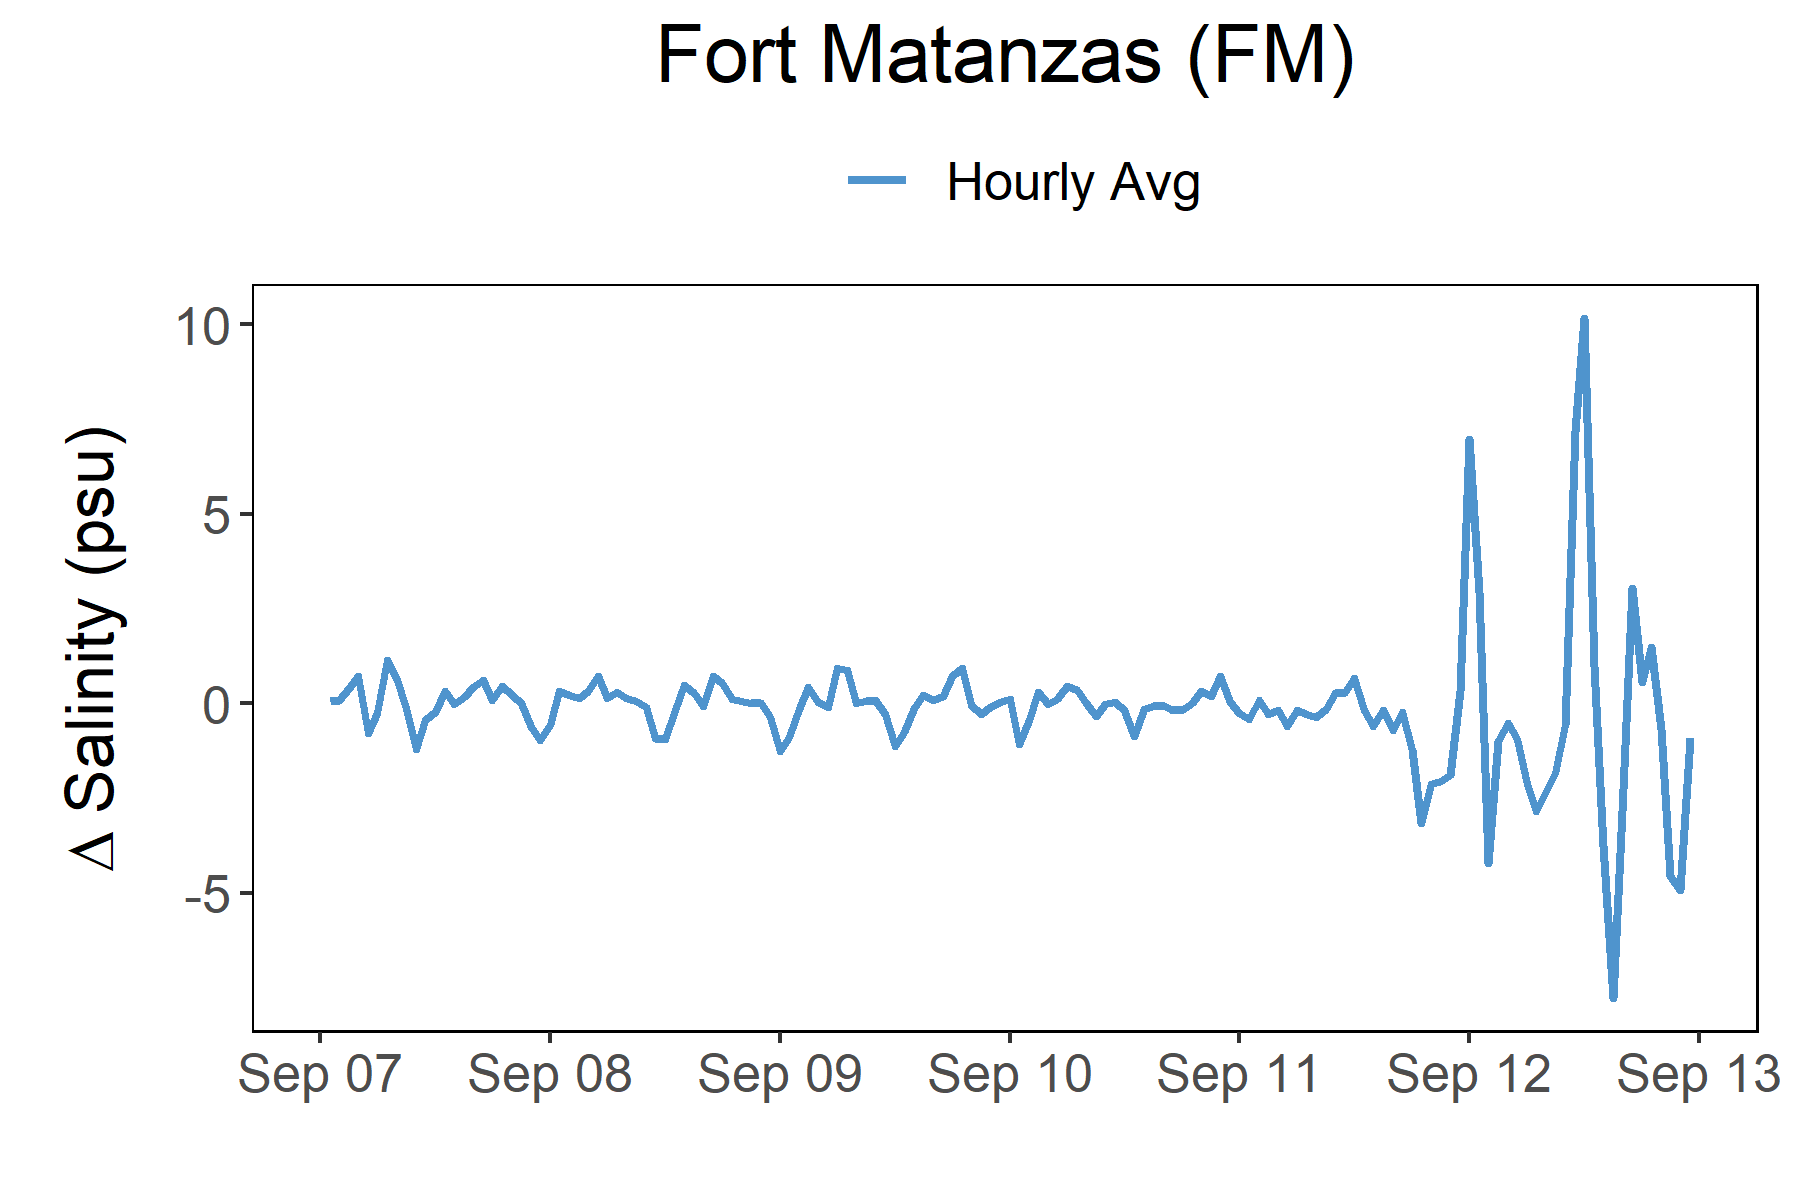 Fort Matanzas (FM)
Hourly Avg
Δ Salinity (psu)
10
5
0
-5
Sep 07 Sep 08 Sep 09 Sep 10 Sep 11 Sep 12 Sep 13